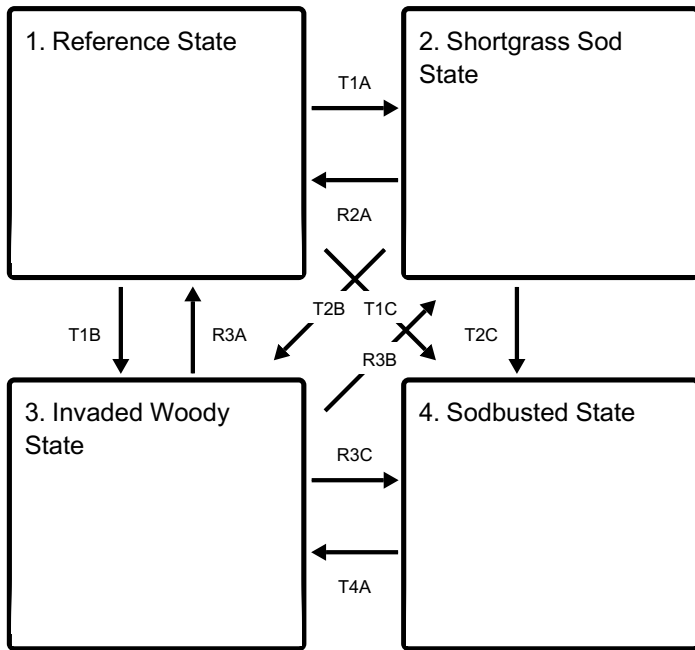 1. Reference State
2. Shortgrass Sod
State
T1A
R2A
T2B
T1C
T1B
R3A
R3B
T2C
3. Invaded Woody
State
4. Sodbusted State
R3C
T4A